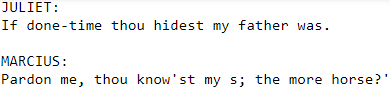 JULIET:
If done-time thou hidest my father was.

MARCIUS:
Pardon me, thou know'st my s; the more horse?'